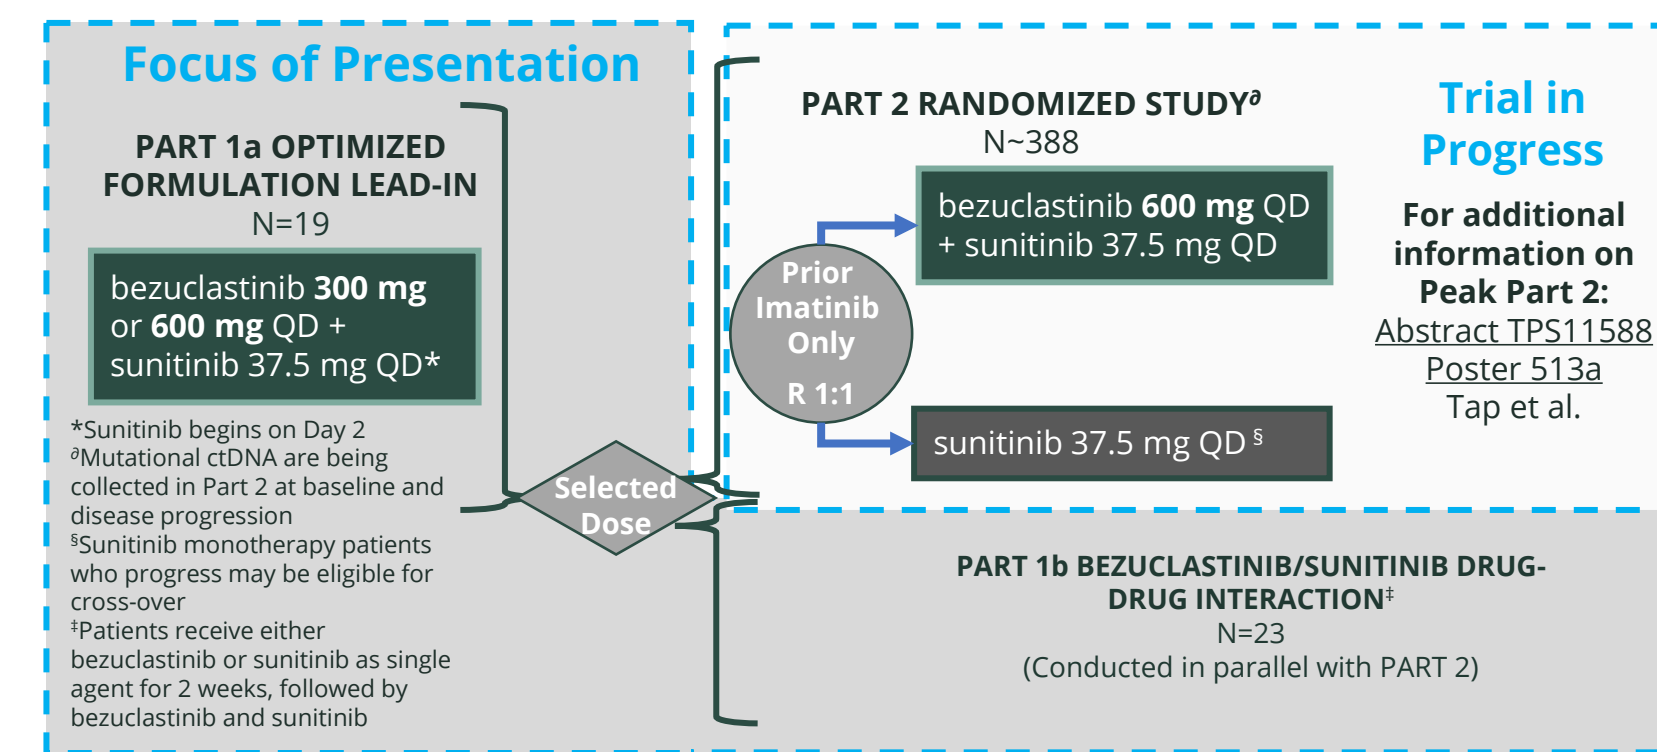 Focus of Presentation
PART 1a OPTIMIZED
FORMULATION LEAD-IN
N=19
bezuclastinib 300 mg
or 600 mg QD +
sunitinib 37.5 mg QD*
*Sunitinib begins on Day 2
∂Mutational ctDNA are being
collected in Part 2 at baseline and
disease progression
§Sunitinib monotherapy patients
who progress may be eligible for
cross-over
‡Patients receive either
bezuclastinib or sunitinib as single
agent for 2 weeks, followed by
bezuclastinib and sunitinib
Selected
Dose
PART 2 RANDOMIZED STUDY∂
N~388
Prior
Imatinib
Only
R 1:1
bezuclastinib 600 mg QD
+ sunitinib 37.5 mg QD
sunitinib 37.5 mg QD §
Trial in
Progress
For additional
information on
Peak Part 2:
Abstract TPS11588
Poster 513a
Tap et al.
PART 1b BEZUCLASTINIB/SUNITINIB DRUG-
DRUG INTERACTION‡
N=23
(Conducted in parallel with PART 2)